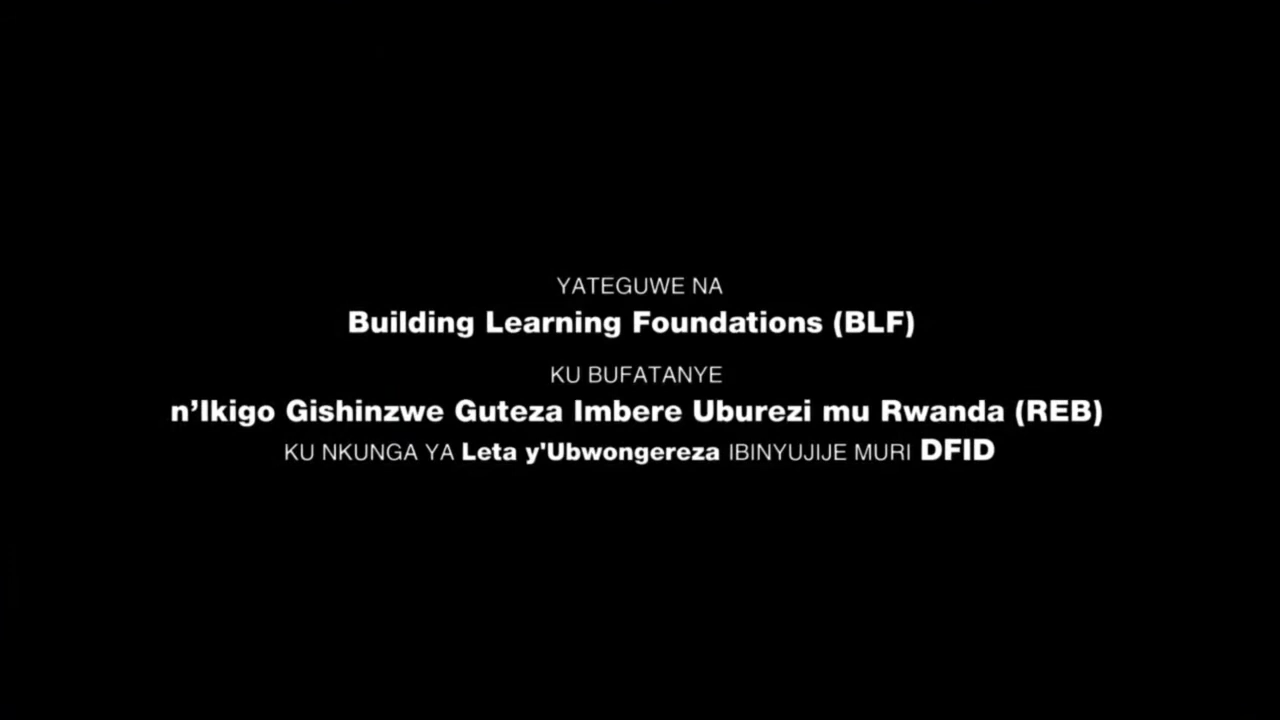 YATEGUWE NA
Building Learning Foundations (BLF)
KU BUFATANYE
n’Ikigo Gishinzwe Guteza Imbere Uburezi mu Rwanda (REB)
KU NKUNGA YA Leta y'Ubwongereza IBINYUJIJE MURI DFID